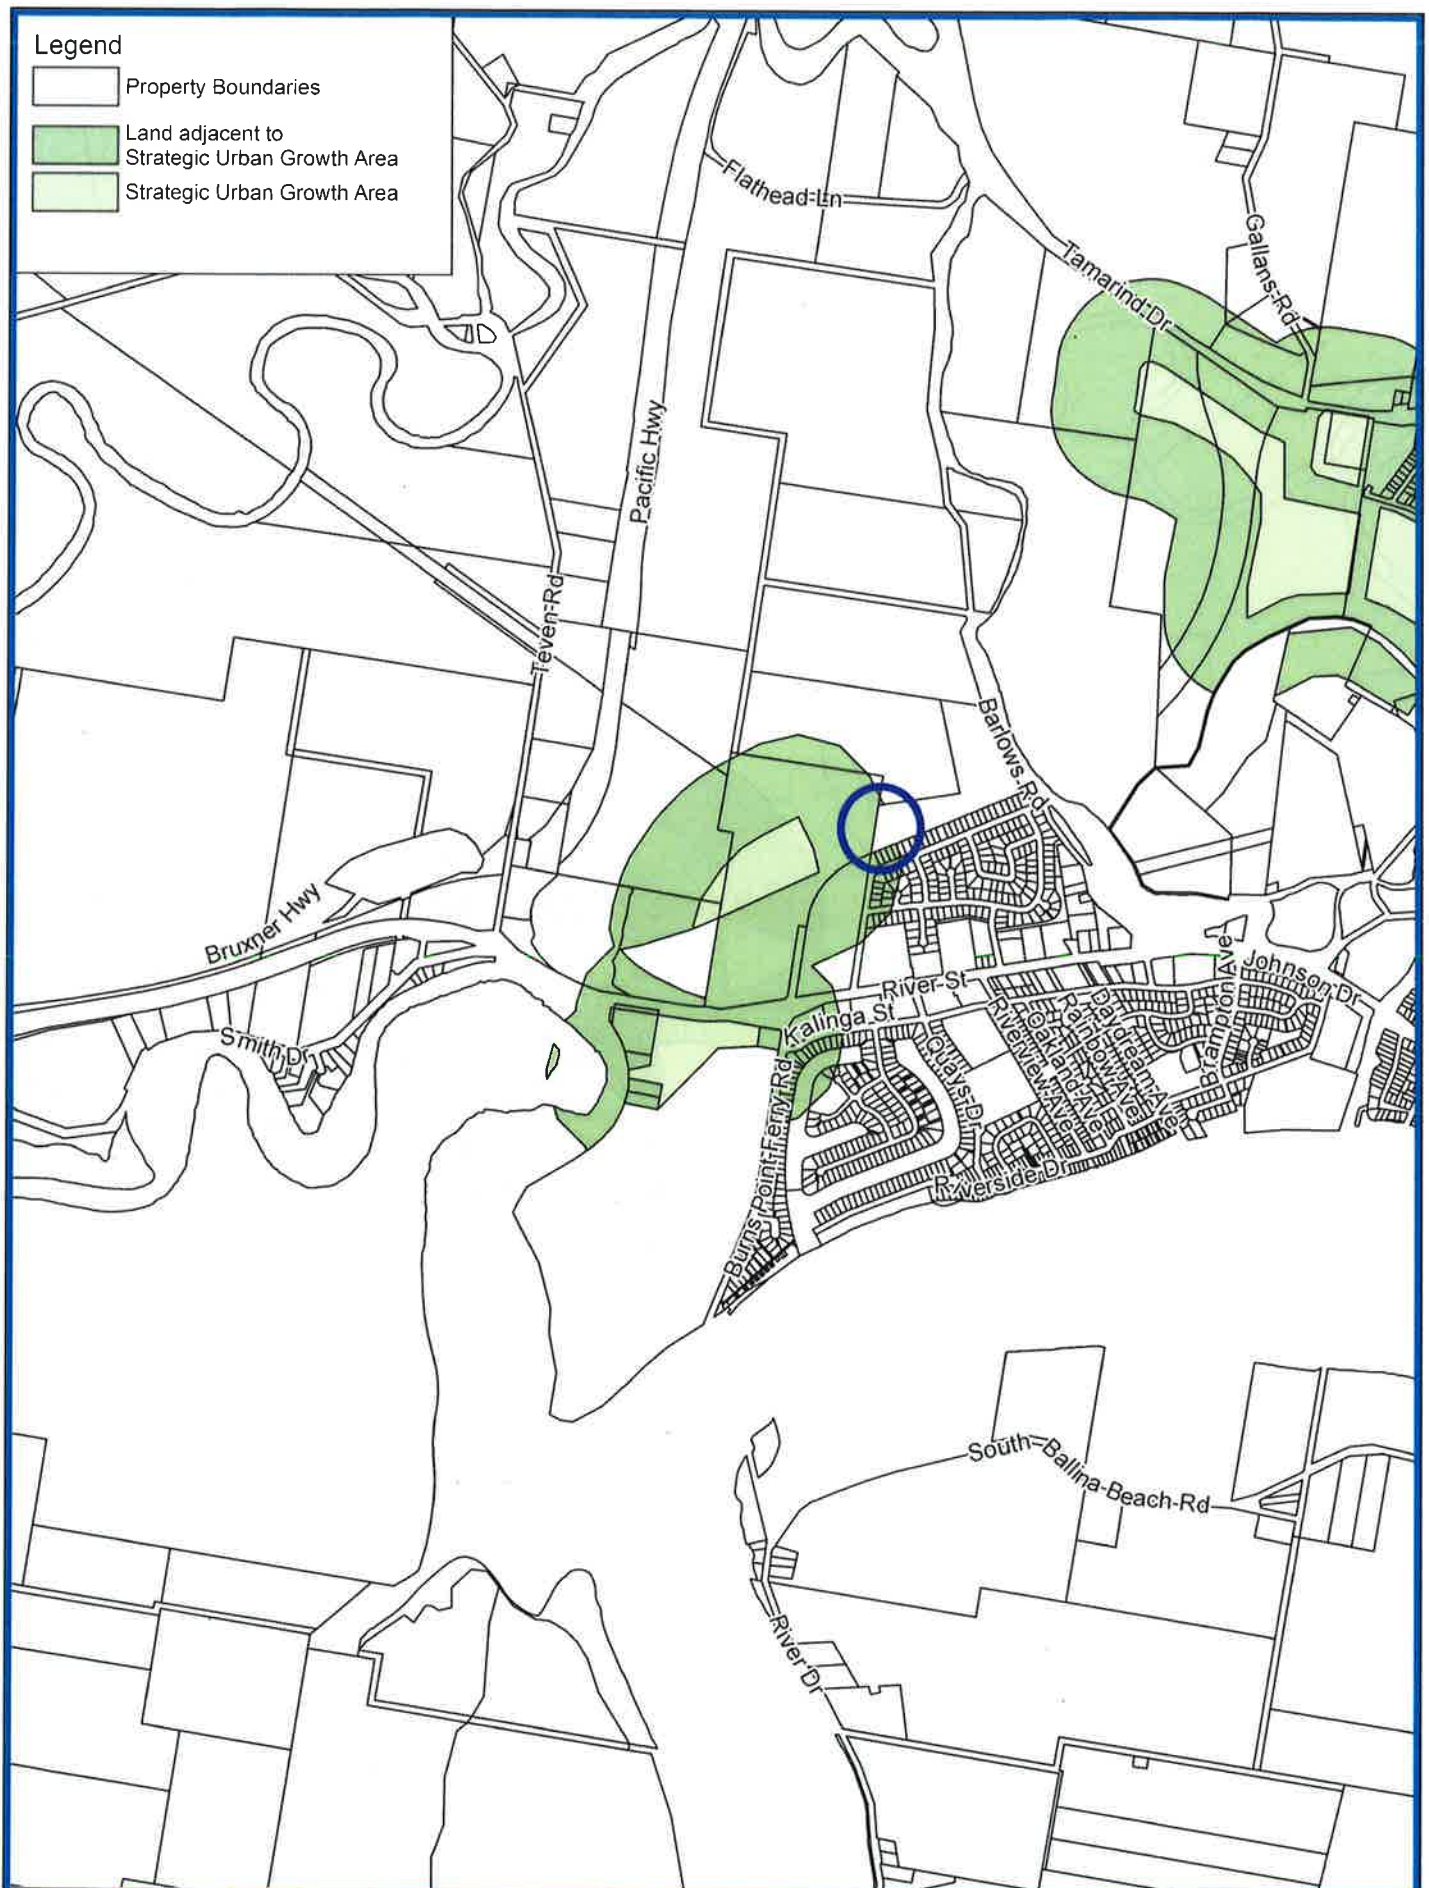 Legend
Property Boundaries
Land adjacent to
Strategic Urban Growth Area
Strategic Urban Growth Area
Flathead Ln
Gallans Rd
Tamarind Dr
Pacific Hwy
Teven Rd
Barlows Rd
Bruxner Hwy
Smith Dr
River St
Kalinga St
Johnson Dr
Brampton Ave
Daydream Ave
Rainbow Ave
Oakland Ave
Riverview Ave
Quays Dr
Burns Point Ferry Rd
Riverside Dr
South Ballina Beach Rd
River Dr